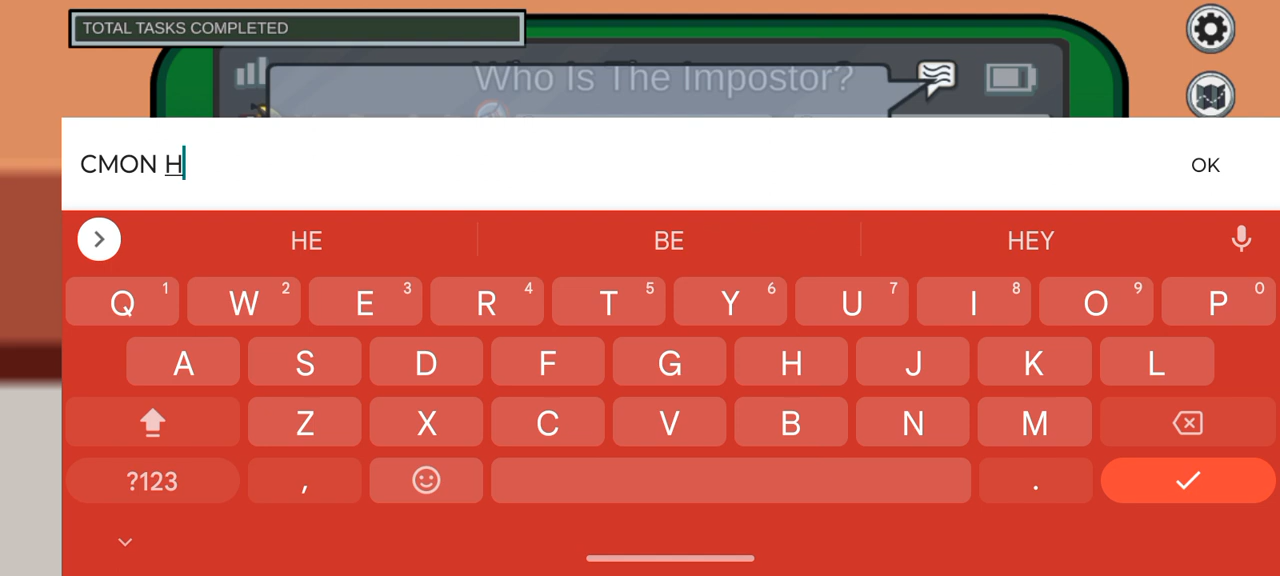 TOTAL TASKS COMPLETED
Who Is The Impostor?
CMON H
OK
HE BE HEY
Q 1 W 2 E 3 R 4 T 5 Y 6 U 7 I 8 O 9 P 0
A S D F G H J K L
Z X C V B N M
?123 , .